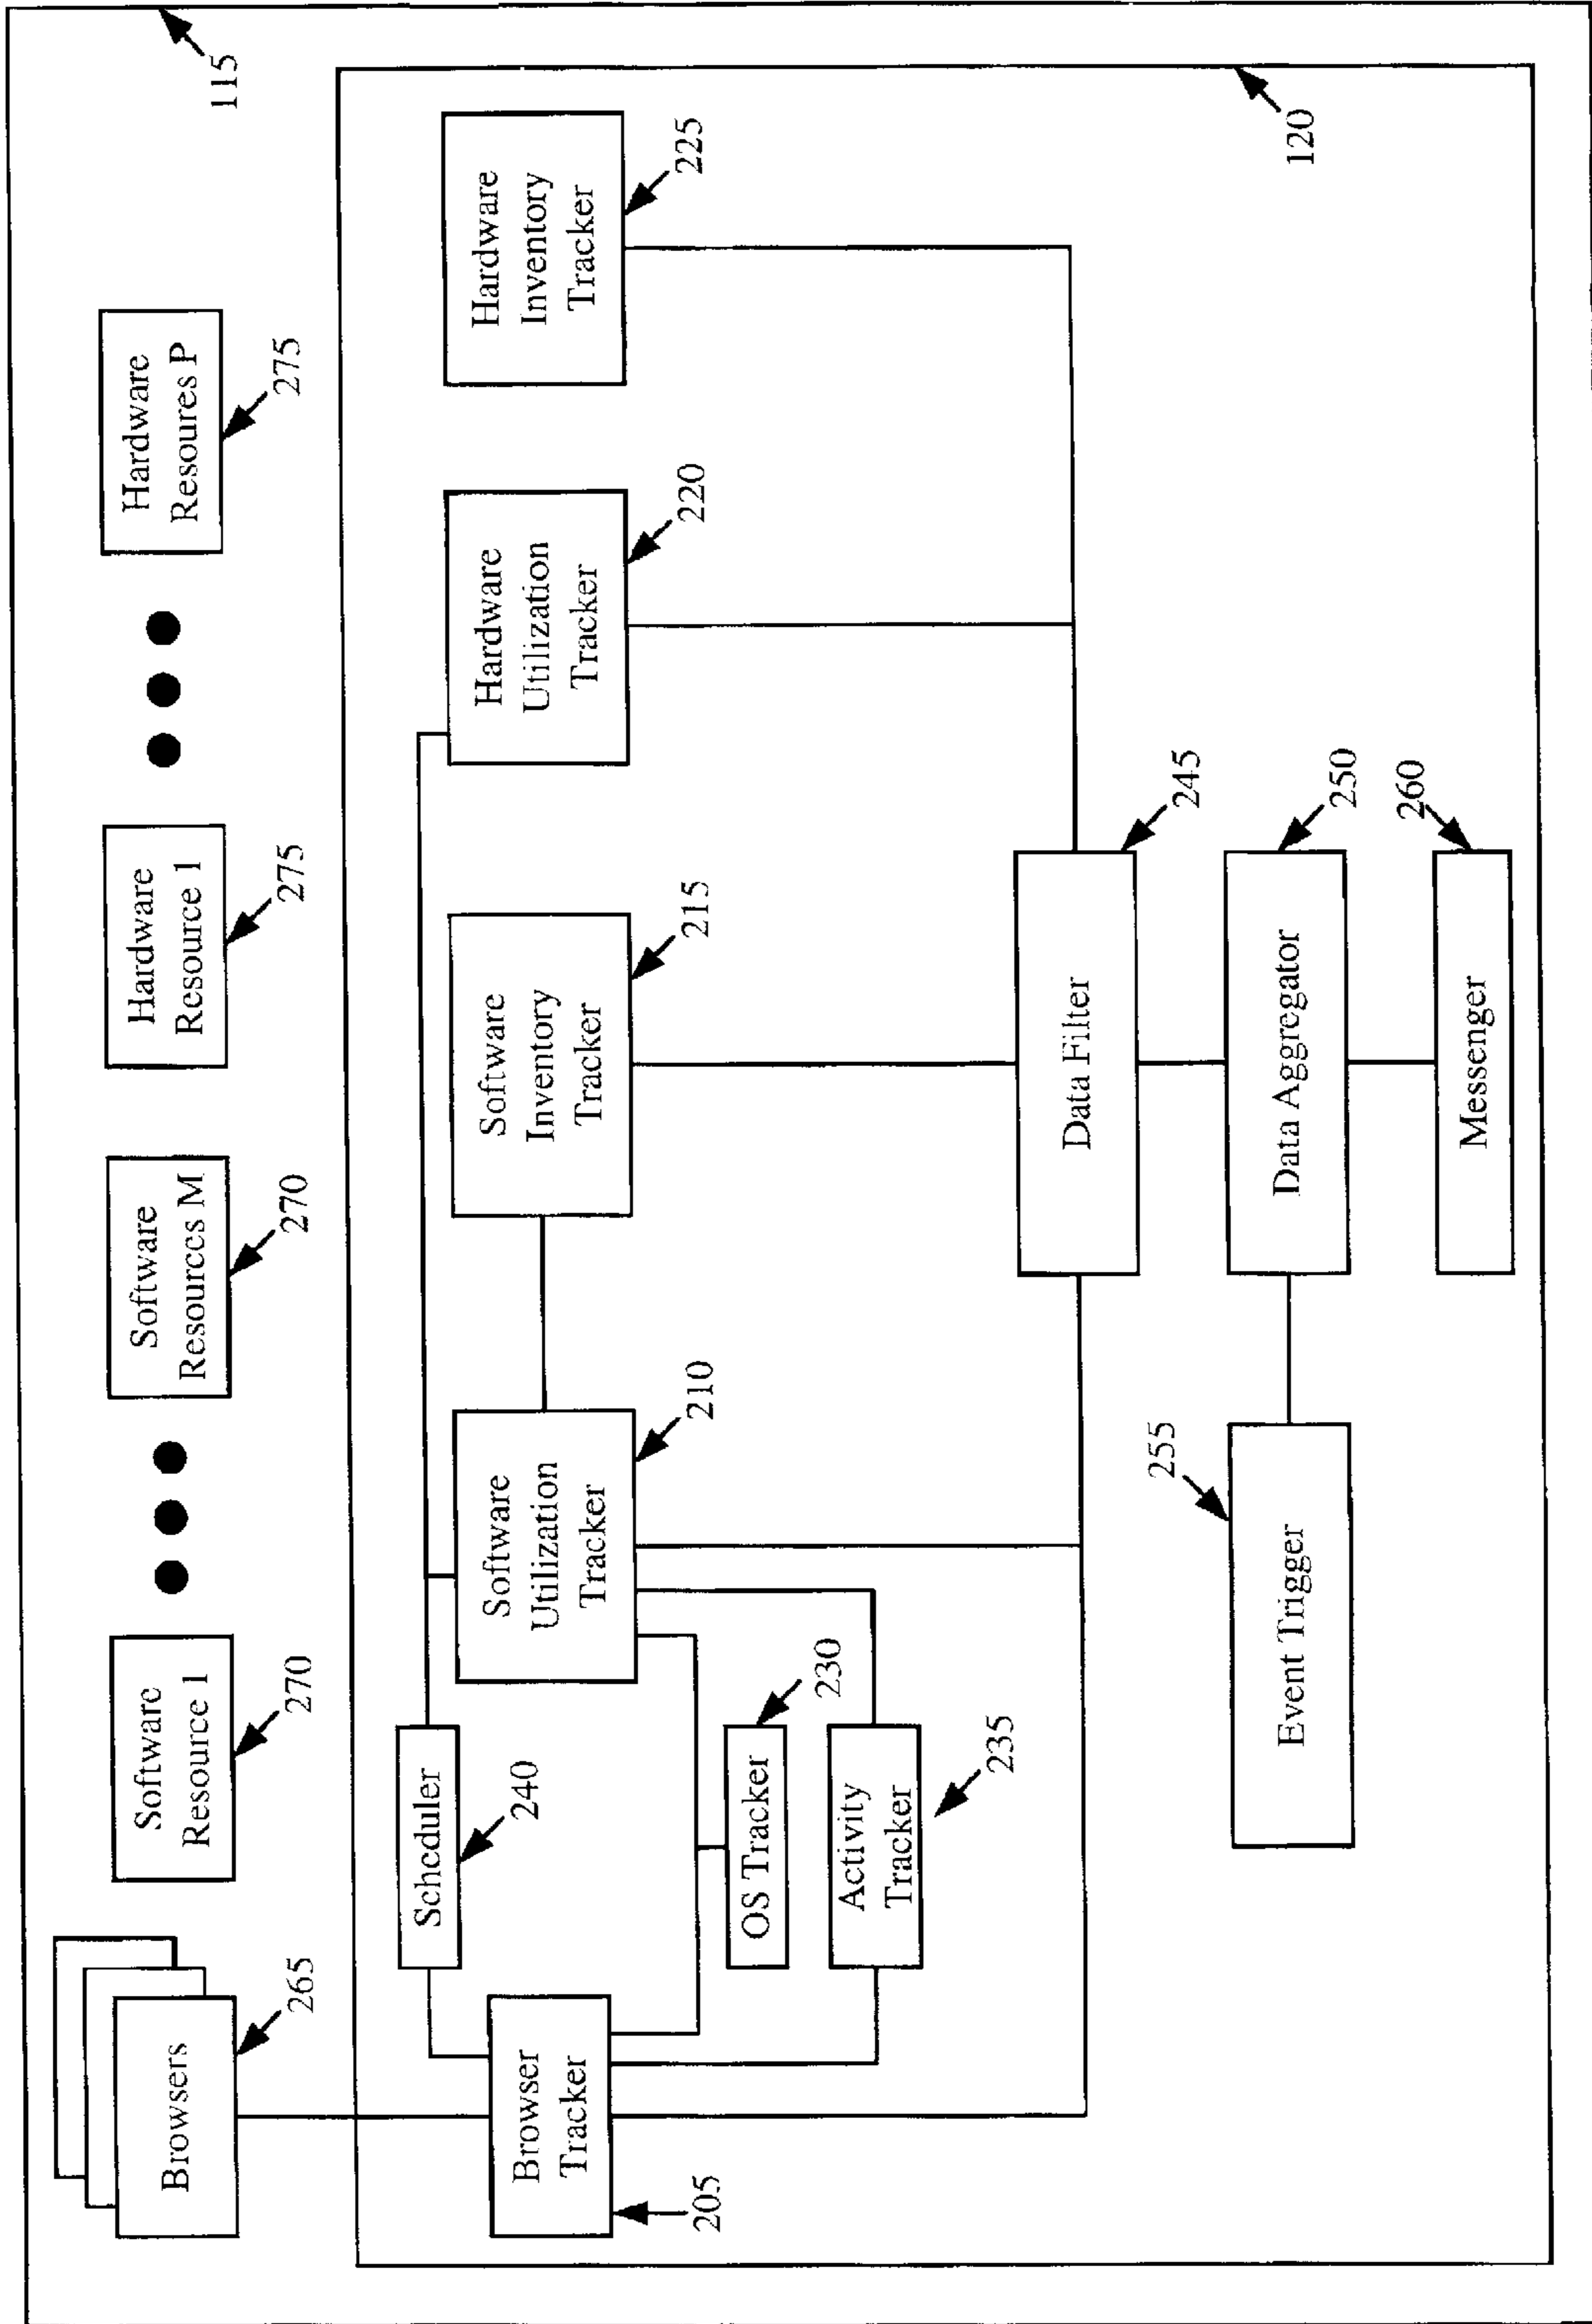 115
Browsers
265
Software
Resource 1
270
Software
Resources M
270
Hardware
Resource 1
275
Hardware
Resoures P
275
120
Scheduler
240
Browser
Tracker
205
Software
Utilization
Tracker
210
Software
Inventory
Tracker
215
Hardware
Utilization
Tracker
220
Hardware
Inventory
Tracker
225
OS Tracker
230
Activity
Tracker
235
Data Filter
245
Event Trigger
255
Data Aggregator
250
Messenger
260